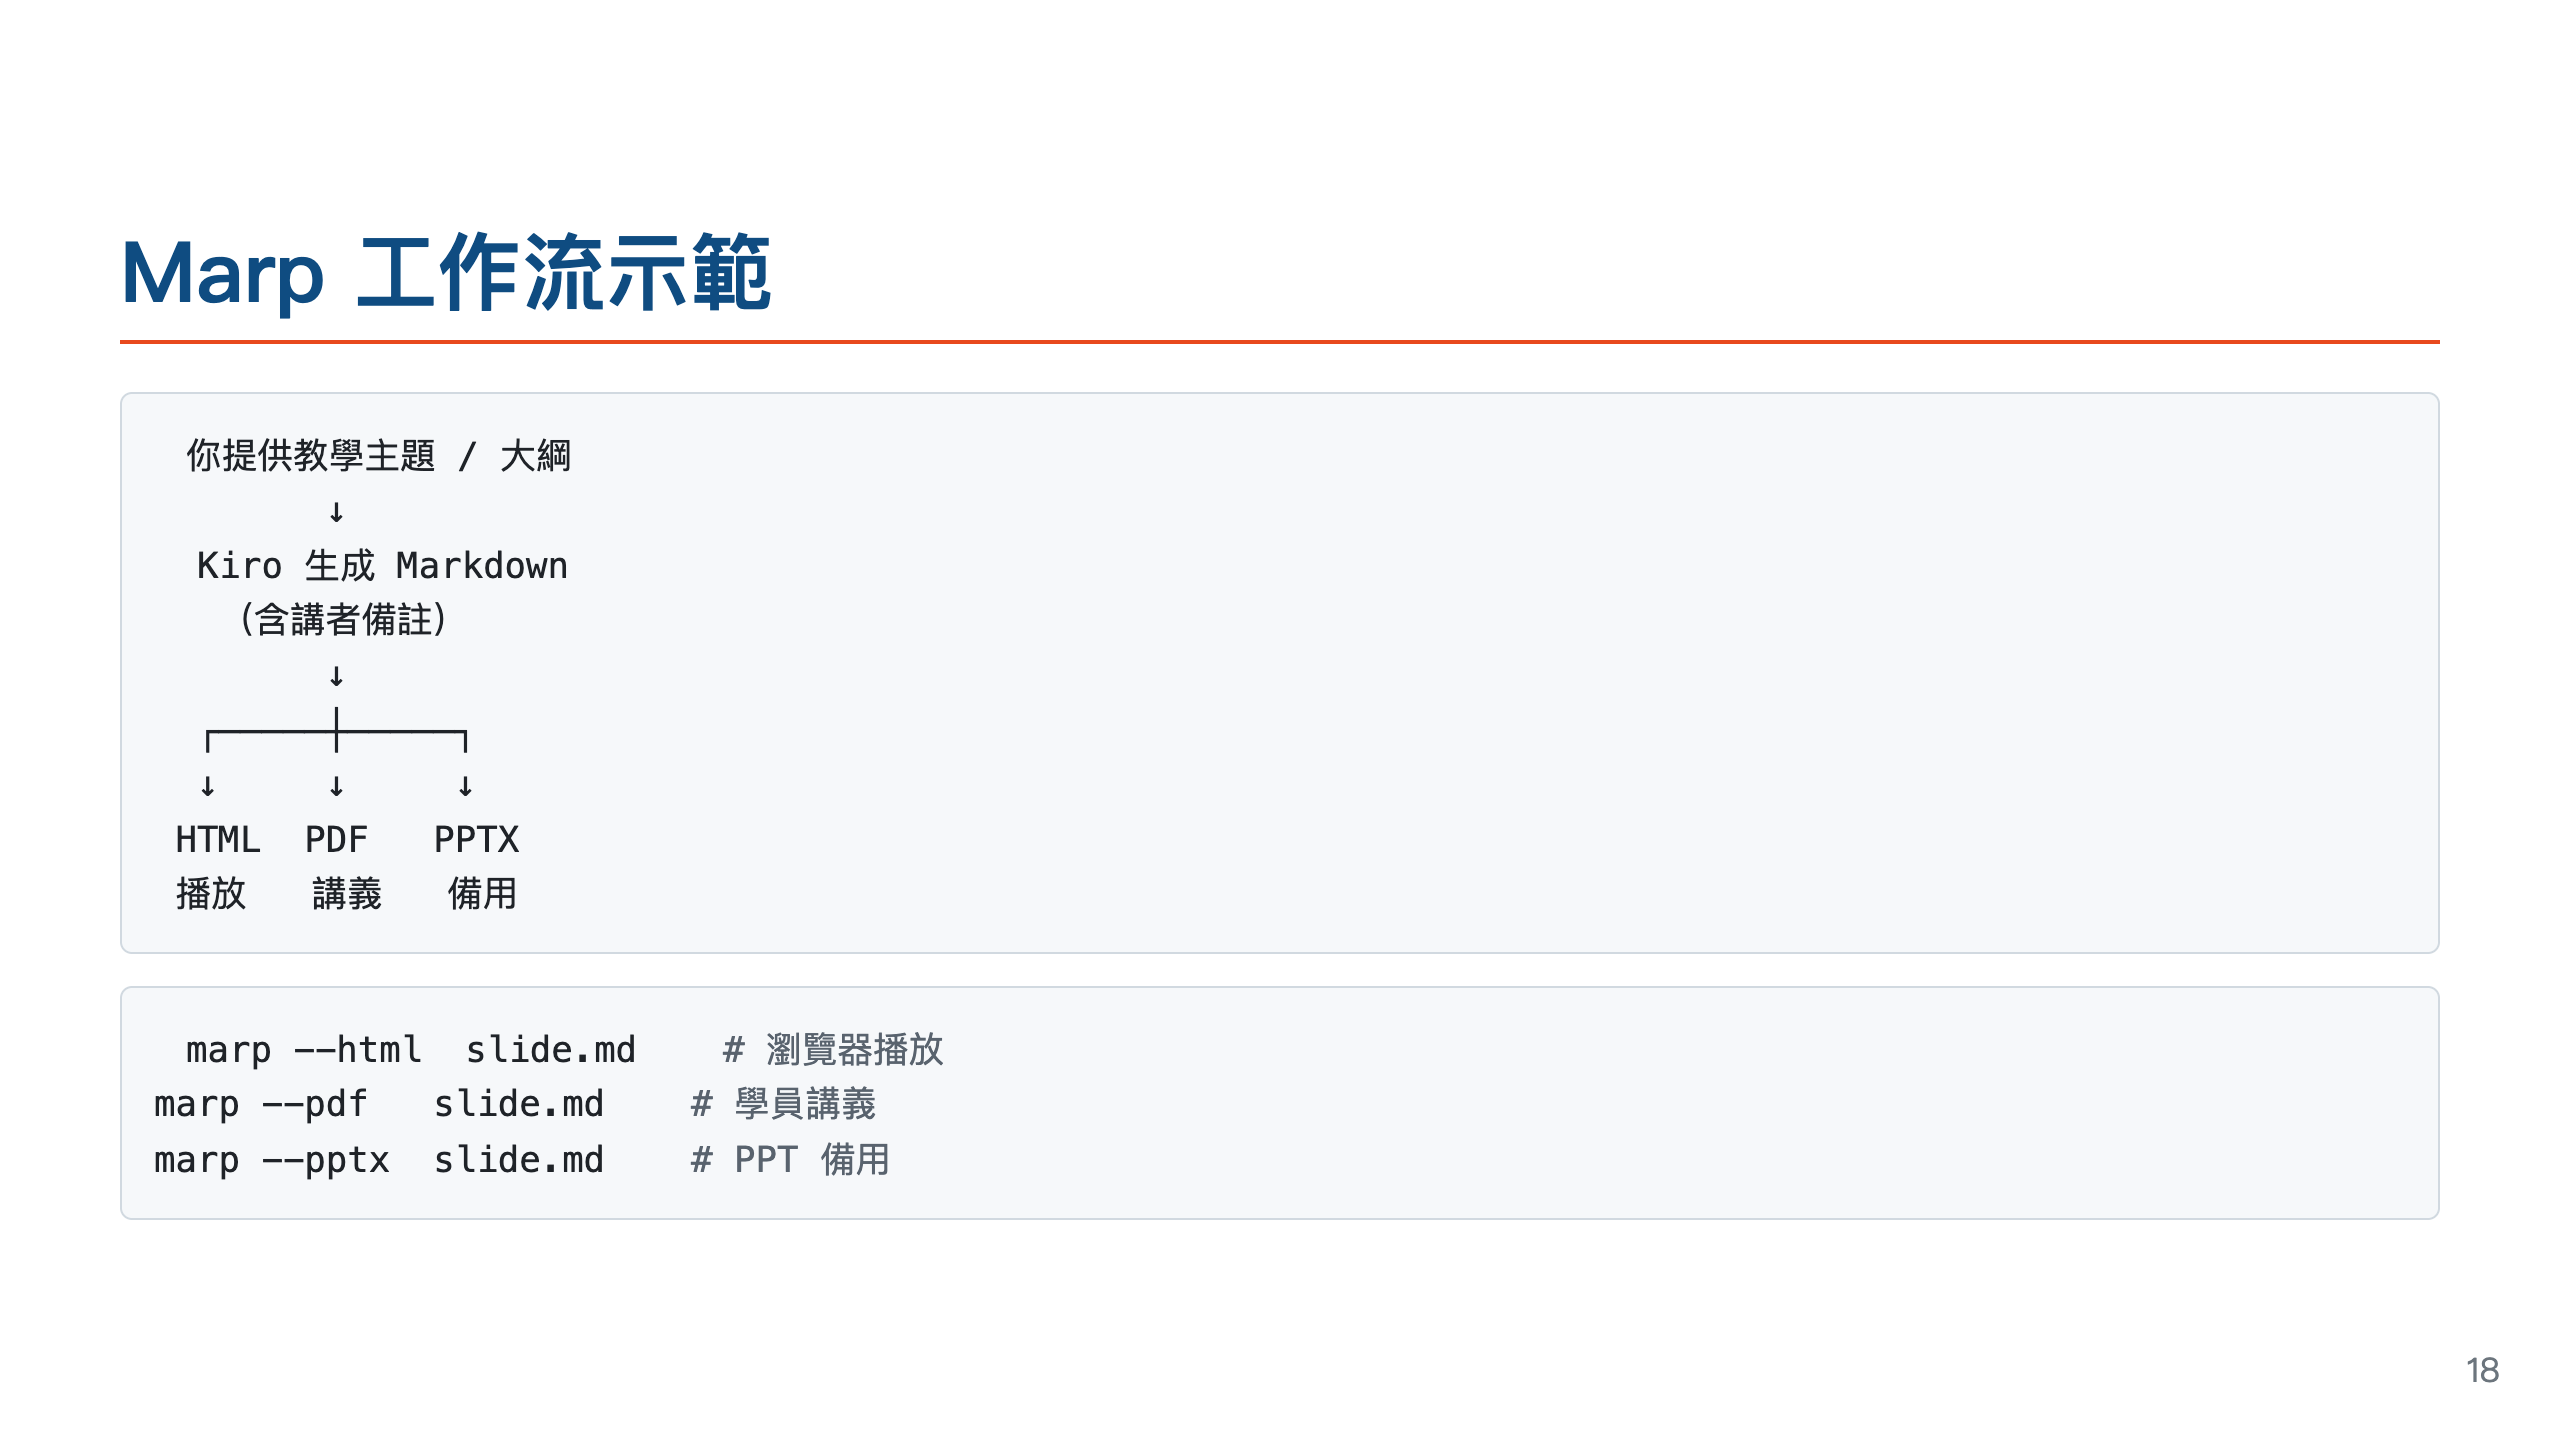 Marp 工作流示範
你提供教學主題 / 大綱
↓
Kiro 生成 Markdown
（含講者備註）
↓
┌─────┼─────┐
↓     ↓     ↓
HTML  PDF   PPTX
播放   講義   備用
marp --html  slide.md    # 瀏覽器播放
marp --pdf   slide.md    # 學員講義
marp --pptx  slide.md    # PPT 備用
18